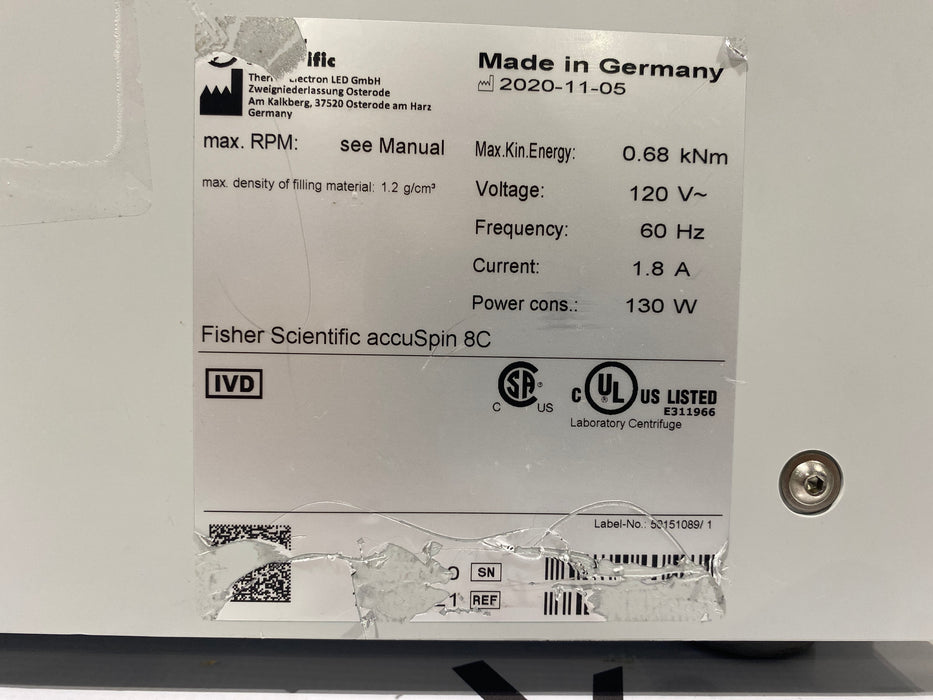 Made in Germany
2020-11-05
Electron LED GmbH
Zweigniederlassung Osterode
Am Kalkberg, 37520 Osterode am Harz
Germany
max. RPM: see Manual
max. density of filling material: 1.2 g/cm³
Max.Kin.Energy: 0.68 kNm
Voltage: 120 V~
Frequency: 60 Hz
Current: 1.8 A
Power cons.: 130 W
Fisher Scientific accuSpin 8C
IVD
C SA ® US
C UL ® US LISTED
E311966
Laboratory Centrifuge
Label-No.: 50151089/ 1
SN
REF